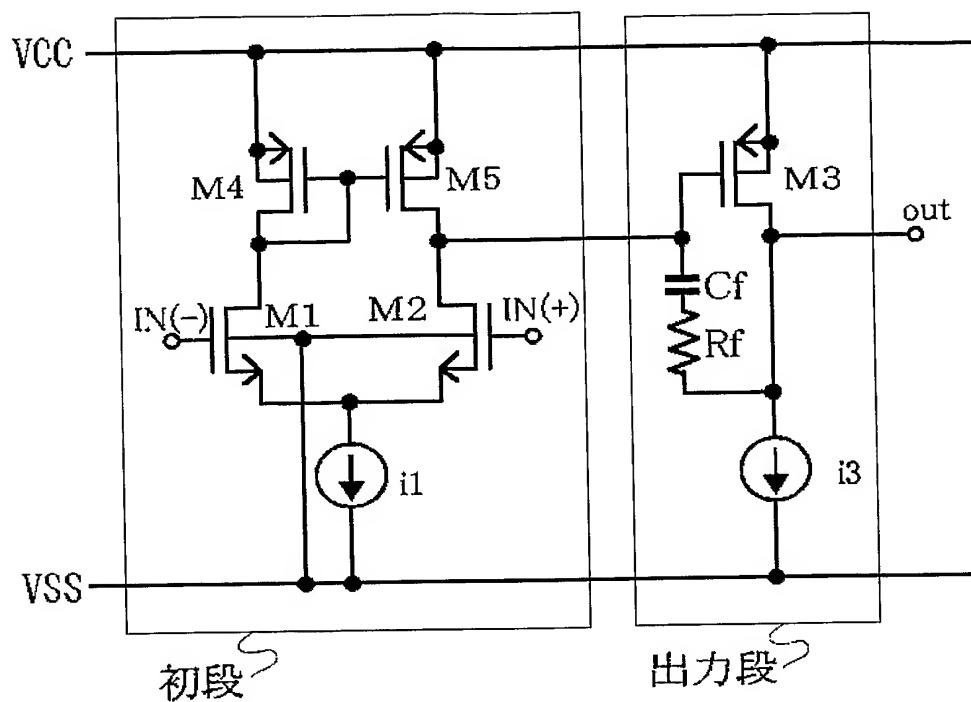 VCC
M4
M5
M3
out
IN(-)
M1
M2
IN(+)
Cf
Rf
i1
i3
VSS
初段
出力段